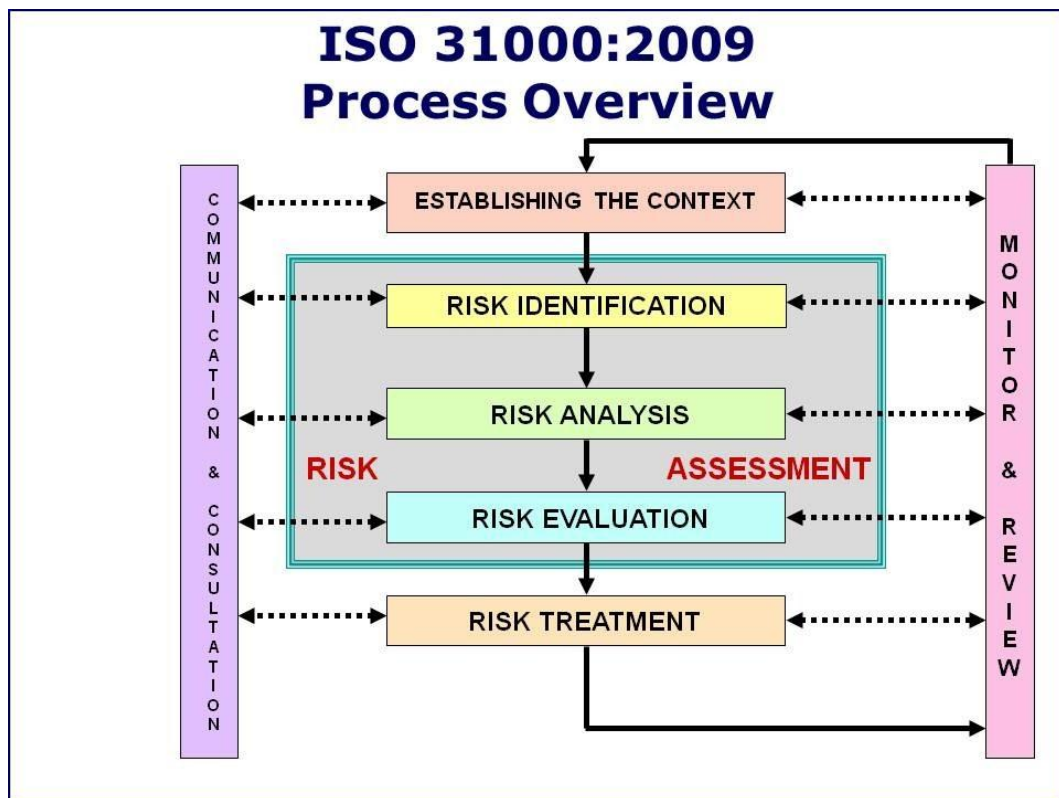 ISO 31000:2009
Process Overview
COMMUNICATION & CONSULTATION
ESTABLISHING THE CONTEXT
RISK IDENTIFICATION
RISK ANALYSIS
RISK ASSESSMENT
RISK EVALUATION
RISK TREATMENT
MONITOR & REVIEW